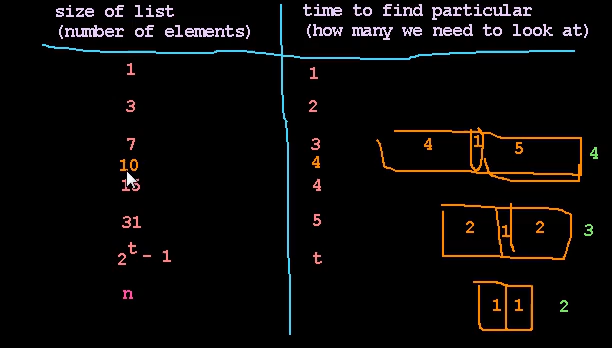 size of list
(number of elements)
time to find particular
(how many we need to look at)
1 1
3 2
7 3
10 4
15 4
31 5
2^t - 1 t
n
4 1 5 4
2 1 2 3
1 1 2